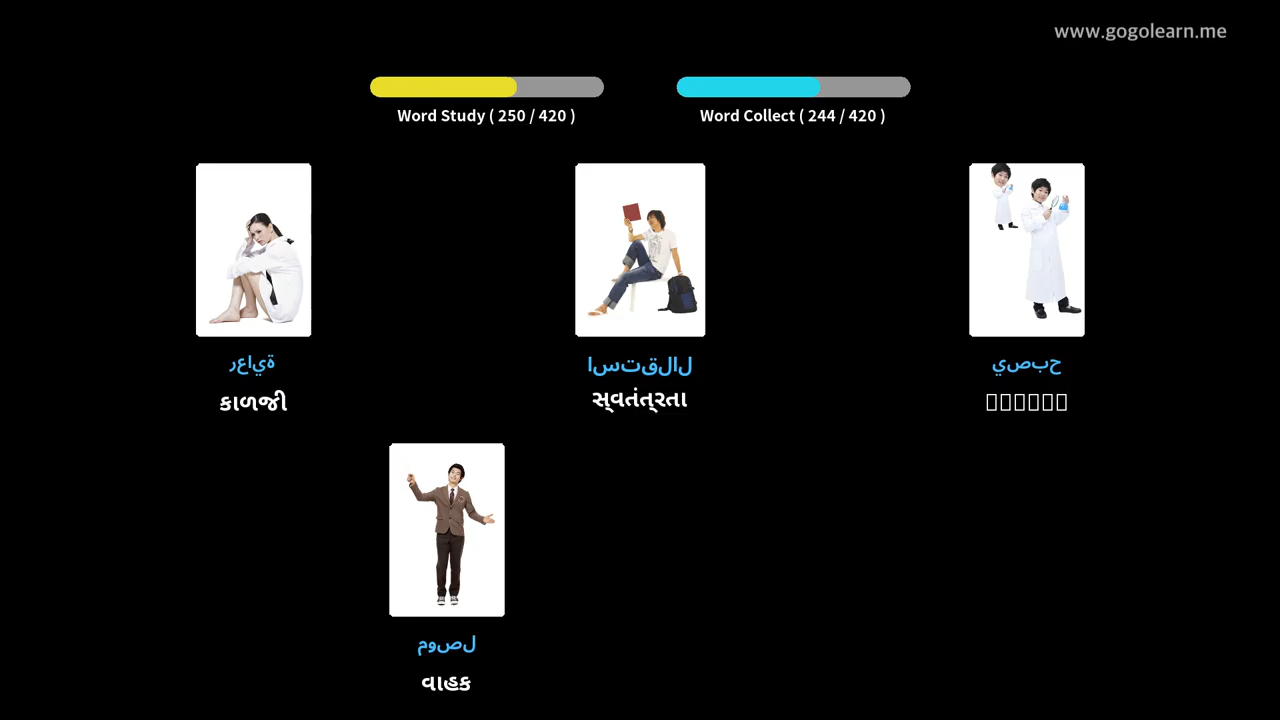 www.gogolearn.me
Word Study ( 250 / 420 )
Word Collect ( 244 / 420 )
رعاية
કાળજી
استقلال
સ્વતંત્રતા
يصبح
موصل
વાહક